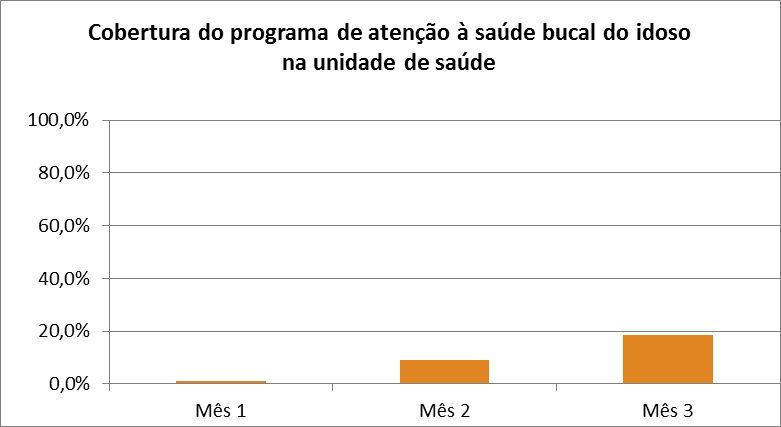 Cobertura do programa de atenção à saúde bucal do idoso
na unidade de saúde
100,0%
80,0%
60,0%
40,0%
20,0%
0,0%
Mês 1
Mês 2
Mês 3